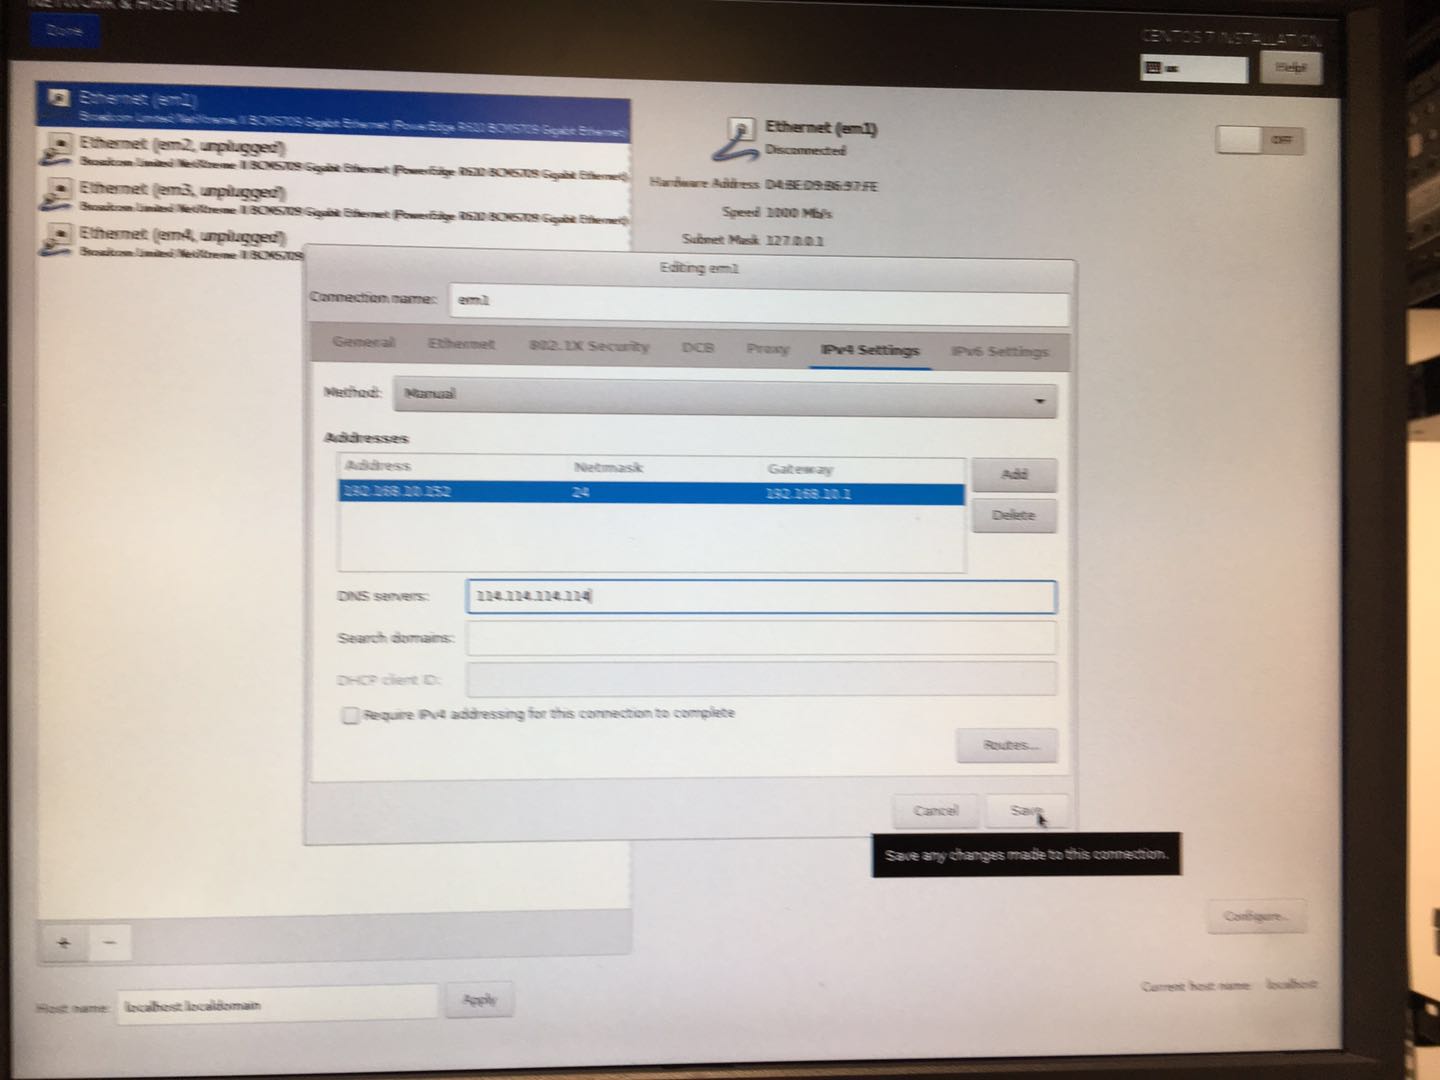 NETWORK & HOST NAME
Done
CENTOS 7 INSTALLATION
us
Help!
Ethernet (em1)
Broadcom Limited NetXtreme II BCM5709 Gigabit Ethernet (PowerEdge R610 BCM5709 Gigabit Ethernet)
Ethernet (em2, unplugged)
Broadcom Limited NetXtreme II BCM5709 Gigabit Ethernet (PowerEdge R610 BCM5709 Gigabit Ethernet)
Ethernet (em3, unplugged)
Broadcom Limited NetXtreme II BCM5709 Gigabit Ethernet (PowerEdge R610 BCM5709 Gigabit Ethernet)
Ethernet (em4, unplugged)
Broadcom Limited NetXtreme II BCM5709
Ethernet (em1)
Disconnected
OFF
Hardware Address D4:BE:D9:B6:97:FE
Speed 1000 Mb/s
Subnet Mask 127.0.0.1
Editing em1
Connection name: em1
General Ethernet 802.1X Security DCB Proxy IPv4 Settings IPv6 Settings
Method: Manual
Addresses
Address Netmask Gateway
192.168.10.152 24 192.168.10.1
Add
Delete
DNS servers: 114.114.114.114
Search domains:
DHCP client ID:
Require IPv4 addressing for this connection to complete
Routes...
Cancel Save
Save any changes made to this connection.
Configure...
+ −
Host name: localhost.localdomain Apply
Current host name: localhost